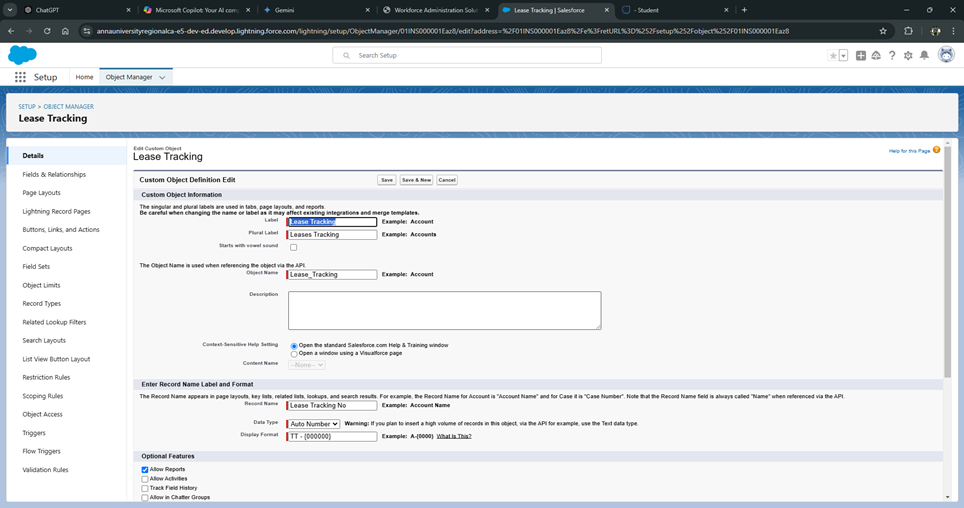 ChatGPT
Microsoft Copilot: Your AI comp
Gemini
Workforce Administration Solut
Lease Tracking | Salesforce
- Student
annauniversityregionalca-e5-dev-ed.develop.lightning.force.com/lightning/setup/ObjectManager/01IINS000001Eaz8/edit?address=%2F01IINS000001Eaz8%2Fe%3FretURL%3D%252Fsetup%252Fobject%252F01IINS000001Eaz8
Search Setup
Setup
Home
Object Manager
SETUP > OBJECT MANAGER
Lease Tracking
Details
Fields & Relationships
Page Layouts
Lightning Record Pages
Buttons, Links, and Actions
Compact Layouts
Field Sets
Object Limits
Record Types
Related Lookup Filters
Search Layouts
List View Button Layout
Restriction Rules
Scoping Rules
Object Access
Triggers
Flow Triggers
Validation Rules
Edit Custom Object
Lease Tracking
Help for this Page
Custom Object Definition Edit
Save
Save & New
Cancel
Custom Object Information
The singular and plural labels are used in tabs, page layouts, and reports.
Be careful when changing the name or label as it may affect existing integrations and merge templates.
Label Lease Tracking Example: Account
Plural Label Leases Tracking Example: Accounts
Starts with vowel sound
The Object Name is used when referencing the object via the API.
Object Name Lease_Tracking Example: Account
Description
Context-Sensitive Help Setting Open the standard Salesforce.com Help & Training window
Open a window using a Visualforce page
Content Name --None--
Enter Record Name Label and Format
The Record Name appears in page layouts, key lists, related lists, lookups, and search results. For example, the Record Name for Account is "Account Name" and for Case it is "Case Number". Note that the Record Name field is always called "Name" when referenced via the API.
Record Name Lease Tracking No Example: Account Name
Data Type Auto Number Warning: If you plan to insert a high volume of records in this object, via the API for example, use the Text data type.
Display Format TT - {000000} Example: A-{0000} What Is This?
Optional Features
Allow Reports
Allow Activities
Track Field History
Allow in Chatter Groups